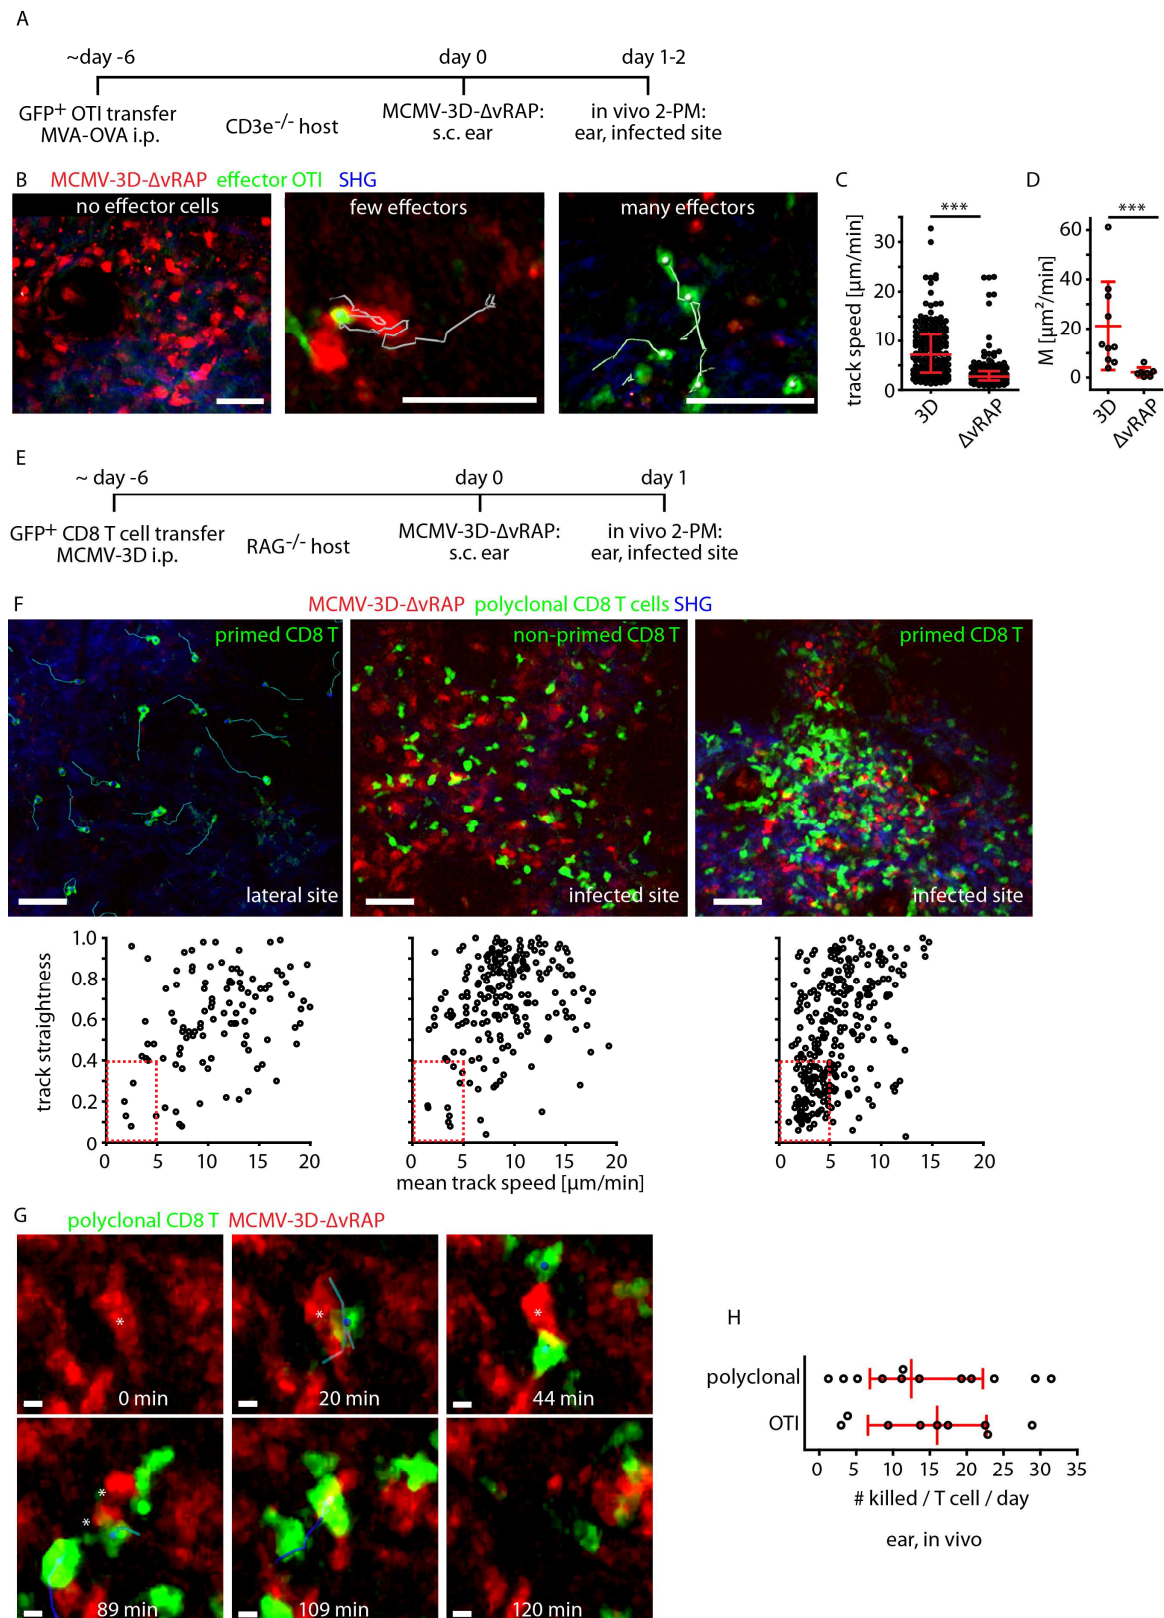 A
~day -6
day 0
day 1-2
GFP+ OTI transfer
MVA-OVA i.p.
CD3e-/- host
MCMV-3D-ΔvRAP:
s.c. ear
in vivo 2-PM:
ear, infected site
B
MCMV-3D-ΔvRAP effector OTI SHG
no effector cells
few effectors
many effectors
C
***
track speed [µm/min]
30
20
10
0
3D
ΔvRAP
D
***
M [µm²/min]
60
40
20
0
3D
ΔvRAP
E
~ day -6
day 0
day 1
GFP+ CD8 T cell transfer
MCMV-3D i.p.
RAG-/- host
MCMV-3D-ΔvRAP:
s.c. ear
in vivo 2-PM:
ear, infected site
F
MCMV-3D-ΔvRAP polyclonal CD8 T cells SHG
primed CD8 T
lateral site
non-primed CD8 T
infected site
primed CD8 T
infected site
track straightness
1.0
0.8
0.6
0.4
0.2
0
0 5 10 15 20
0 5 10 15 20
0 5 10 15 20
mean track speed [µm/min]
G
polyclonal CD8 T MCMV-3D-ΔvRAP
*
0 min
*
20 min
*
44 min
*
*
89 min
109 min
120 min
H
polyclonal
OTI
0 5 10 15 20 25 30 35
# killed / T cell / day
ear, in vivo